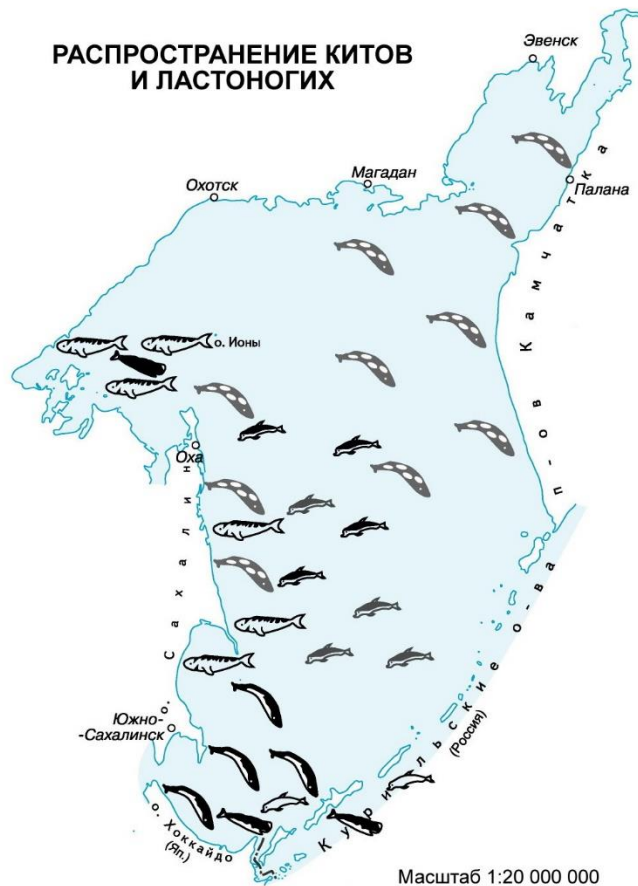 РАСПРОСТРАНЕНИЕ КИТОВ
И ЛАСТОНОГИХ
Эвенск
Палана
Магадан
Охотск
п-ов Камчатка
о. Ионы
Оха
о. Сахалин
Южно-
-Сахалинск
Курильские о-ва
(Россия)
о. Хоккайдо
(Яп.)
Масштаб 1:20 000 000